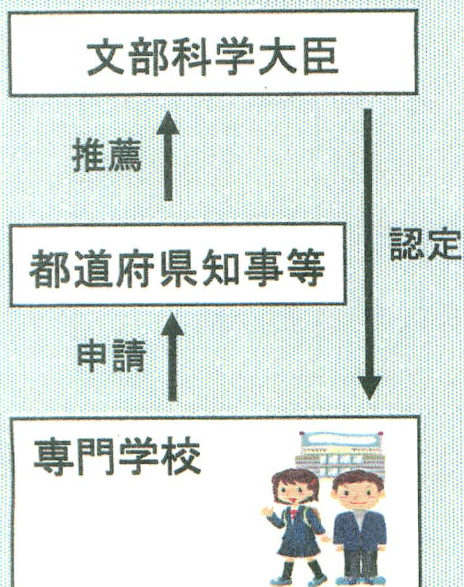 文部科学大臣
推薦
認定
都道府県知事等
申請
専門学校